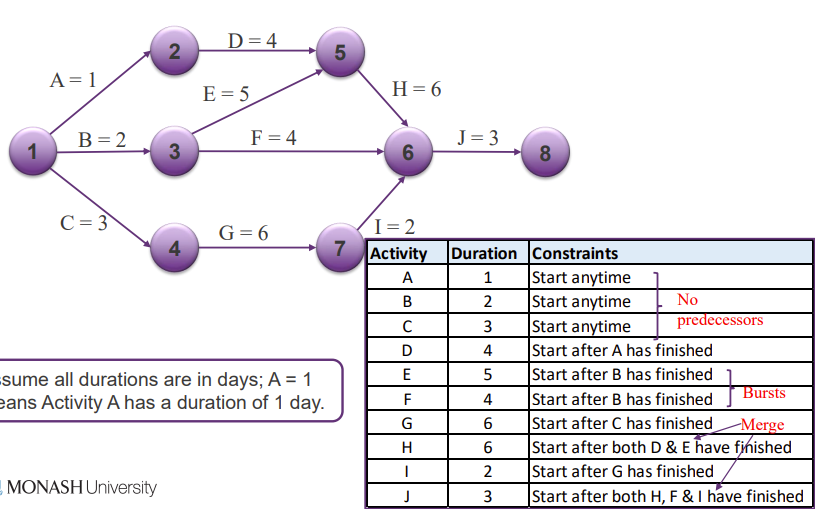 2
D = 4
5
A = 1
E = 5
H = 6
1
B = 2
3
F = 4
6
J = 3
8
C = 3
4
G = 6
7
I = 2
Activity Duration Constraints
A 1 Start anytime
B 2 Start anytime
No
predecessors
C 3 Start anytime
D 4 Start after A has finished
E 5 Start after B has finished
Bursts
F 4 Start after B has finished
G 6 Start after C has finished
Merge
H 6 Start after both D & E have finished
I 2 Start after G has finished
J 3 Start after both H, F & I have finished
ssume all durations are in days; A = 1
eans Activity A has a duration of 1 day.
MONASH University